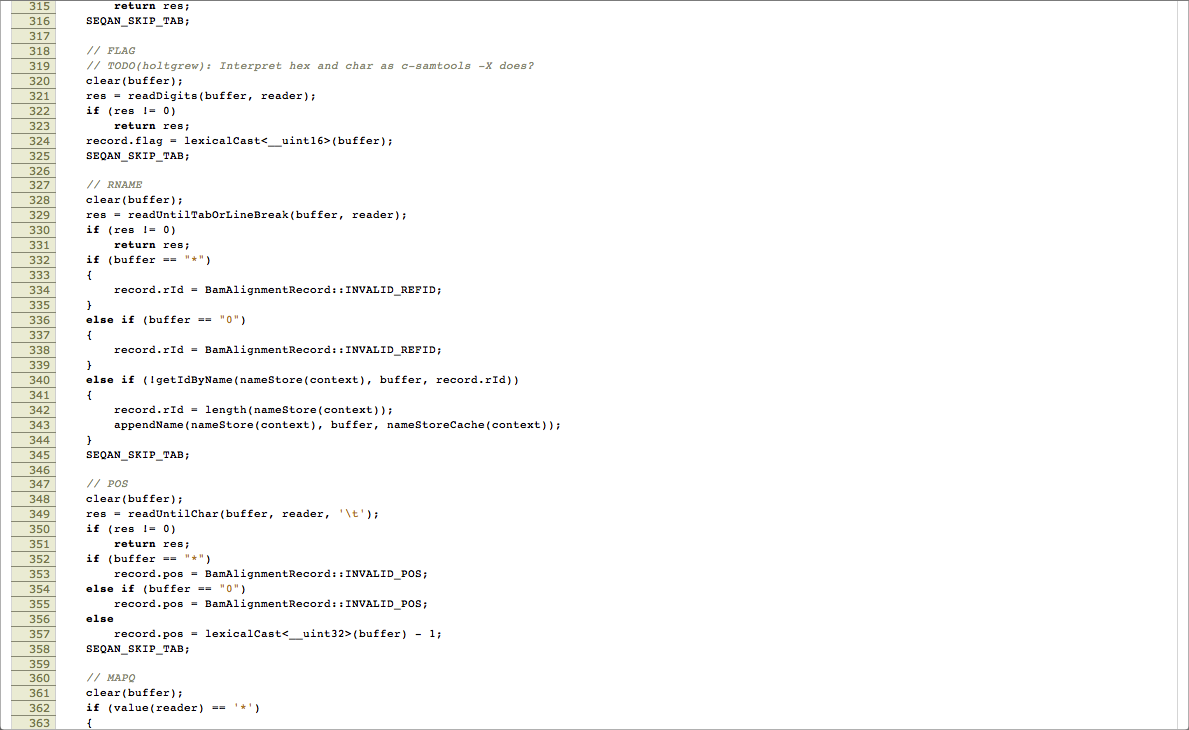 315 return res;
316 SEQAN_SKIP_TAB;
317
318 // FLAG
319 // TODO(holtgrew): Interpret hex and char as c-samtools -X does?
320 clear(buffer);
321 res = readDigits(buffer, reader);
322 if (res != 0)
323 return res;
324 record.flag = lexicalCast<__uint16>(buffer);
325 SEQAN_SKIP_TAB;
326
327 // RNAME
328 clear(buffer);
329 res = readUntilTabOrLineBreak(buffer, reader);
330 if (res != 0)
331 return res;
332 if (buffer == "*")
333 {
334 record.rId = BamAlignmentRecord::INVALID_REFID;
335 }
336 else if (buffer == "0")
337 {
338 record.rId = BamAlignmentRecord::INVALID_REFID;
339 }
340 else if (!getIdByName(nameStore(context), buffer, record.rId))
341 {
342 record.rId = length(nameStore(context));
343 appendName(nameStore(context), buffer, nameStoreCache(context));
344 }
345 SEQAN_SKIP_TAB;
346
347 // POS
348 clear(buffer);
349 res = readUntilChar(buffer, reader, '\t');
350 if (res != 0)
351 return res;
352 if (buffer == "*")
353 record.pos = BamAlignmentRecord::INVALID_POS;
354 else if (buffer == "0")
355 record.pos = BamAlignmentRecord::INVALID_POS;
356 else
357 record.pos = lexicalCast<__uint32>(buffer) - 1;
358 SEQAN_SKIP_TAB;
359
360 // MAPQ
361 clear(buffer);
362 if (value(reader) == '*')
363 {